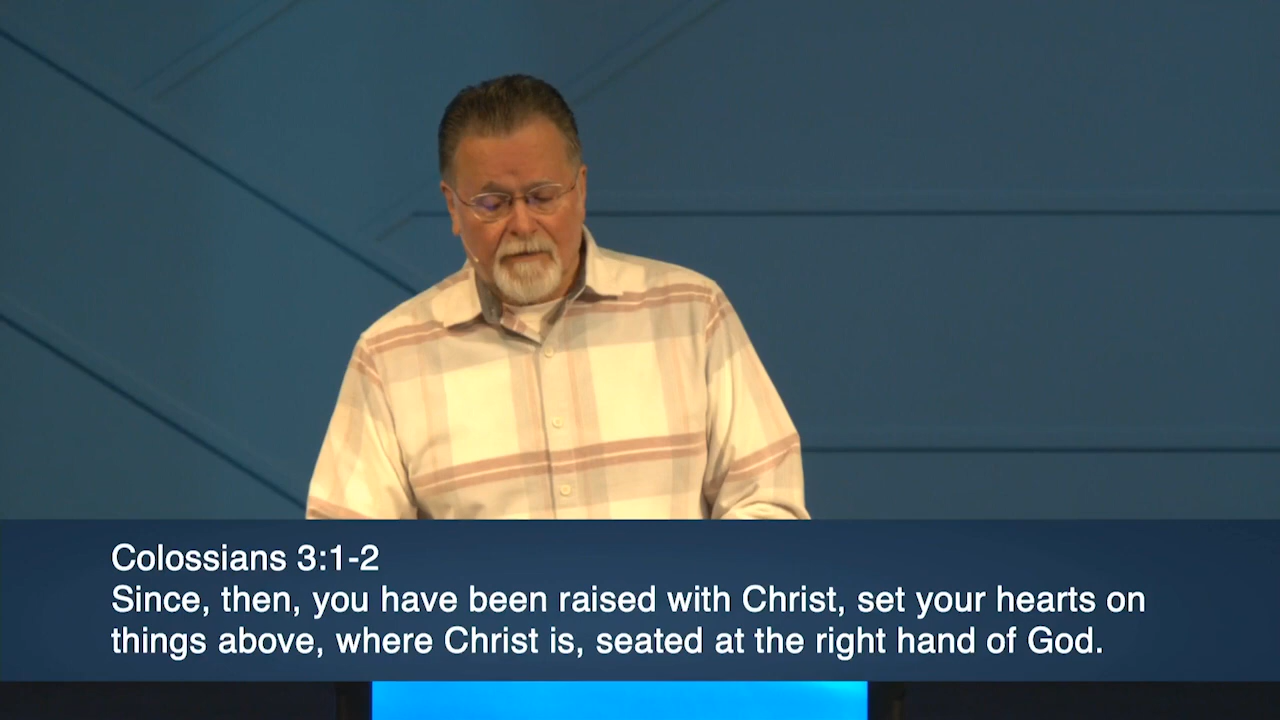 Colossians 3:1-2
Since, then, you have been raised with Christ, set your hearts on
things above, where Christ is, seated at the right hand of God.